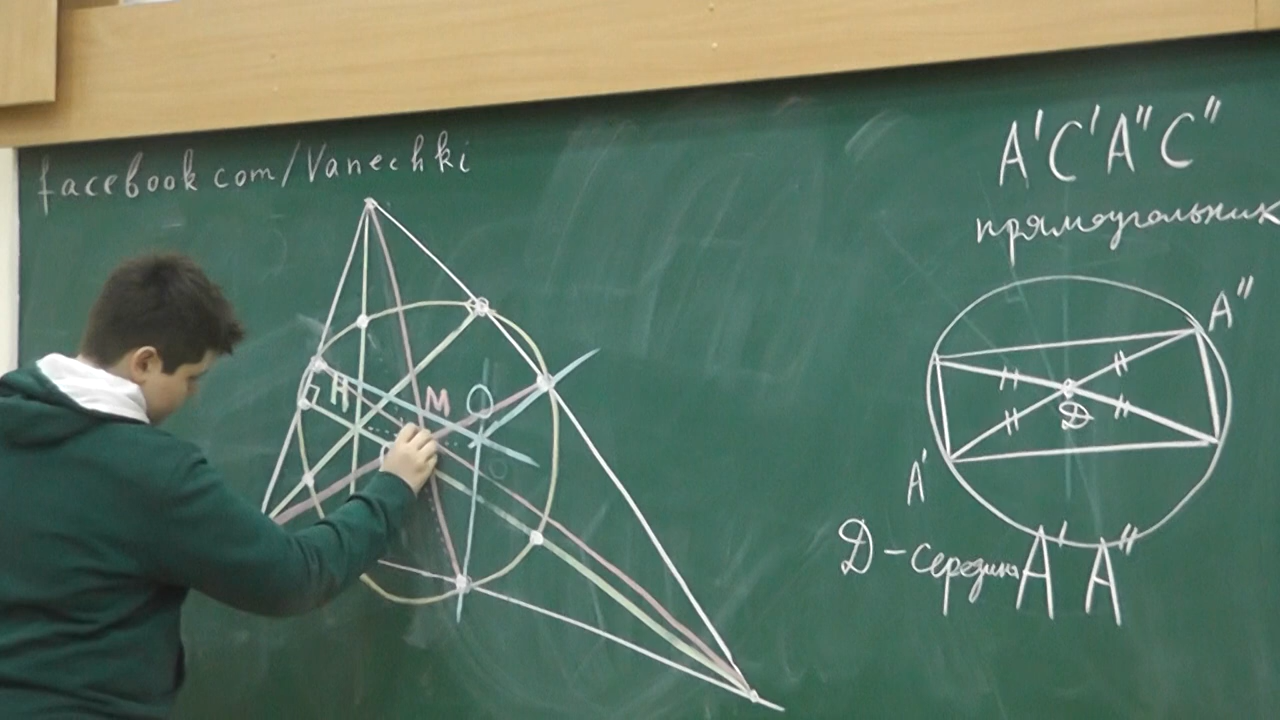 facebook com/Vanechki
A'C'A"C"
прямоугольник
H
M
O
A"
D
A'
D - середина A'A"